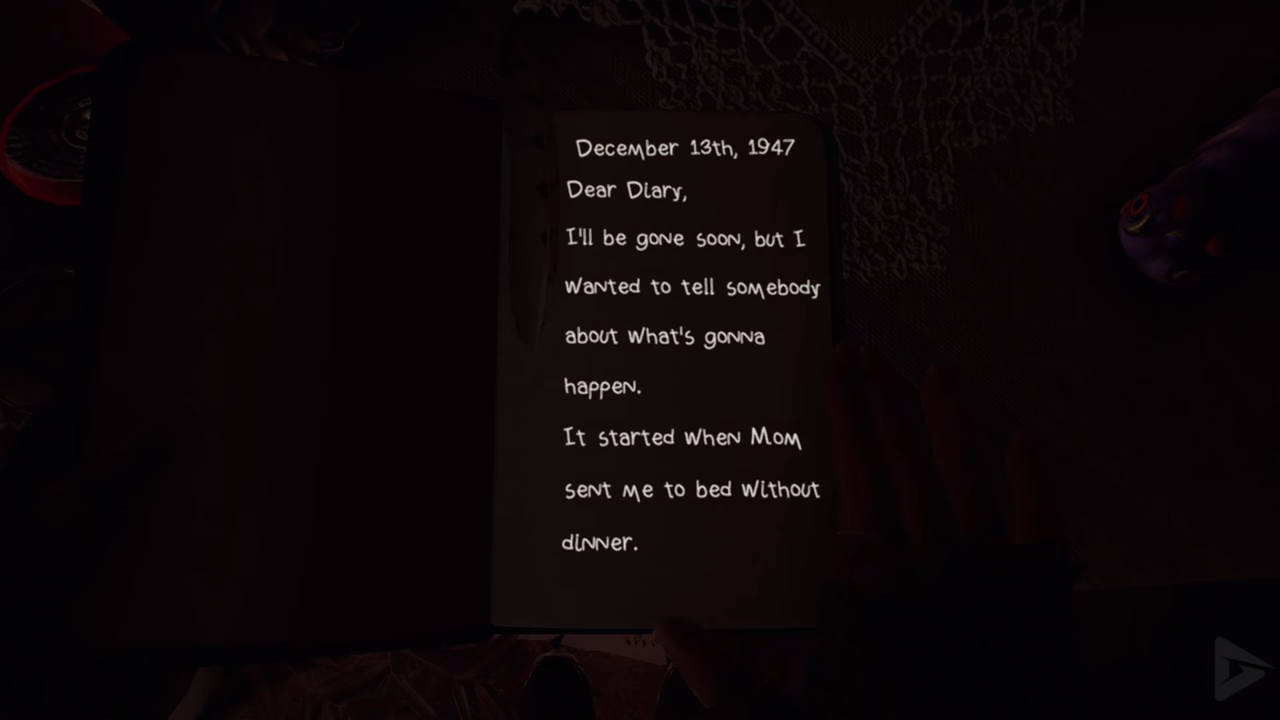 December 13th, 1947
Dear Diary,
I'll be gone soon, but I
wanted to tell somebody
about what's gonna
happen.
It started when Mom
sent me to bed without
dinner.